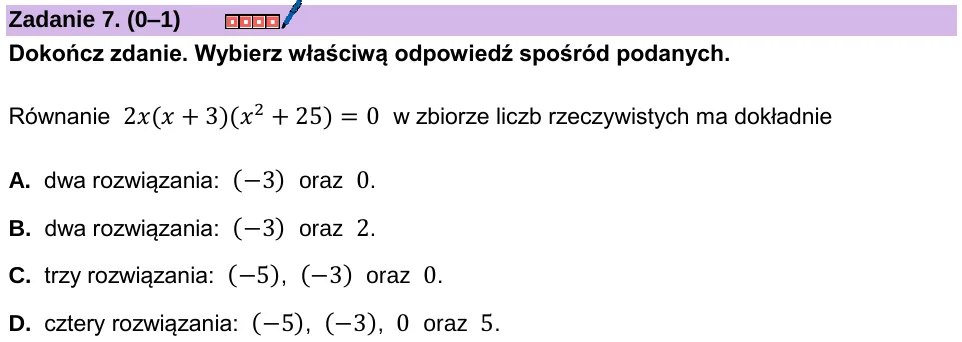 Zadanie 7. (0–1)
Dokończ zdanie. Wybierz właściwą odpowiedź spośród podanych.
Równanie 2x(x + 3)(x² + 25) = 0 w zbiorze liczb rzeczywistych ma dokładnie
A. dwa rozwiązania: (−3) oraz 0.
B. dwa rozwiązania: (−3) oraz 2.
C. trzy rozwiązania: (−5), (−3) oraz 0.
D. cztery rozwiązania: (−5), (−3), 0 oraz 5.